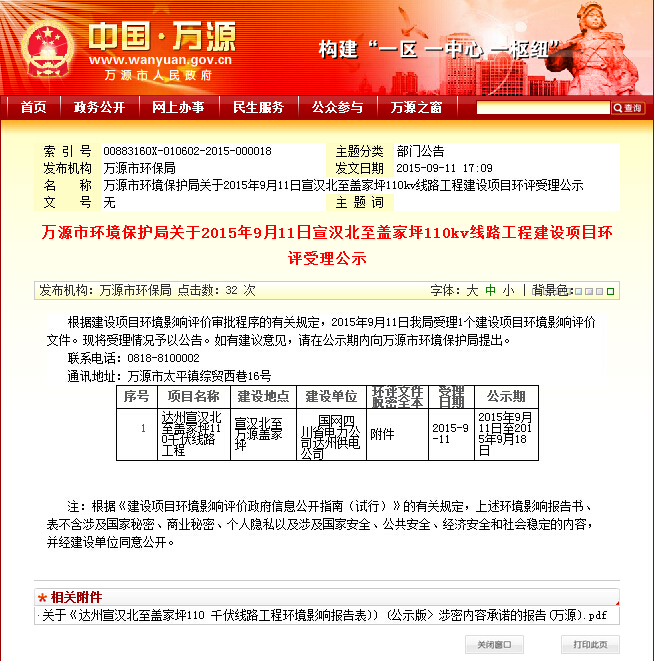 中国·万源
www.wanyuan.gov.cn
万源市人民政府
构建“一区 一中心 一枢纽”
首页 政务公开 网上办事 民生服务 公众参与 万源之窗 查询
索 引 号 00883160X-010602-2015-000018 主题分类 部门公告
发布机构 万源市环保局 发文日期 2015-09-11 17:09
名 称 万源市环境保护局关于2015年9月11日宣汉北至盖家坪110kv线路工程建设项目环评受理公示
文 号 无 主 题 词
万源市环境保护局关于2015年9月11日宣汉北至盖家坪110kv线路工程建设项目环
评受理公示
发布机构：万源市环保局 点击数：32 次 字体：大 中 小 | 背景色：
根据建设项目环境影响评价审批程序的有关规定，2015年9月11日我局受理1个建设项目环境影响评价
文件。现将受理情况予以公告。如有建议意见，请在公示期内向万源市环境保护局提出。
联系电话：0818-8100002
通讯地址：万源市太平镇综贸西巷16号
序号 项目名称 建设地点 建设单位 环评文件脱密全本 受理日期 公示期
1 达州宣汉北至盖家坪110千伏线路工程 宣汉北至万源盖家坪 国网四川省电力公司达州供电公司 附件 2015-9-11 2015年9月11日至2015年9月18日
注：根据《建设项目环境影响评价政府信息公开指南（试行）》的有关规定，上述环境影响报告书、
表不含涉及国家秘密、商业秘密、个人隐私以及涉及国家安全、公共安全、经济安全和社会稳定的内容，
并经建设单位同意公开。
相关附件
·关于《达州宣汉北至盖家坪110 千伏线路工程环境影响报告表））（公示版〉涉密内容承诺的报告(万源).pdf
关闭窗口 打印此页